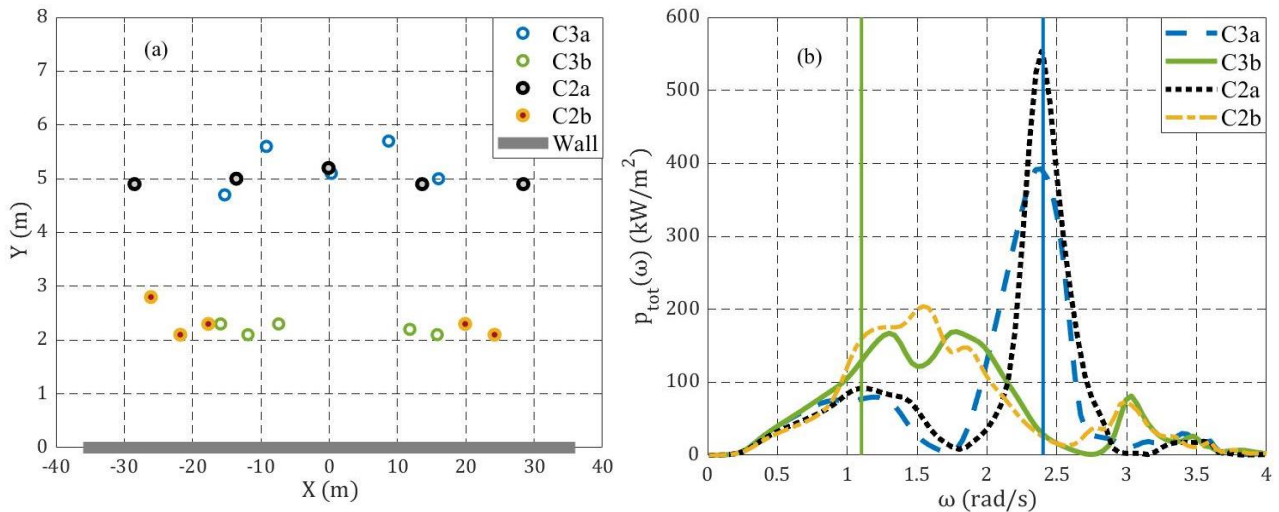 (a)
C3a
C3b
C2a
C2b
Wall
8
7
6
5
4
3
2
1
0
Y (m)
-40 -30 -20 -10 0 10 20 30 40
X (m)
(b)
C3a
C3b
C2a
C2b
600
500
400
300
200
100
0
p_tot(ω) (kW/m²)
0 0.5 1 1.5 2 2.5 3 3.5 4
ω (rad/s)